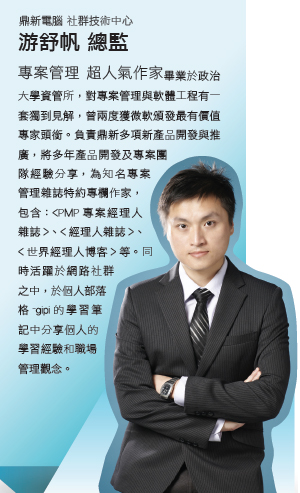 鼎新電腦 社群技術中心
游舒帆 總監
專案管理 超人氣作家畢業於政治
大學資管所，對專案管理與軟體工程有一
套獨到見解，曾兩度獲微軟頒發最有價值
專家頭銜。負責鼎新多項新產品開發與推
廣，將多年產品開發及專案團
隊經驗分享，為知名專案
管理雜誌特約專欄作家，
包含：<PMP 專案經理人
雜誌>、<經理人雜誌>、
<世界經理人博客>等。同
時活躍於網路社群
之中，於個人部落
格-gipi 的學習筆
記中分享個人的
學習經驗和職場
管理觀念。